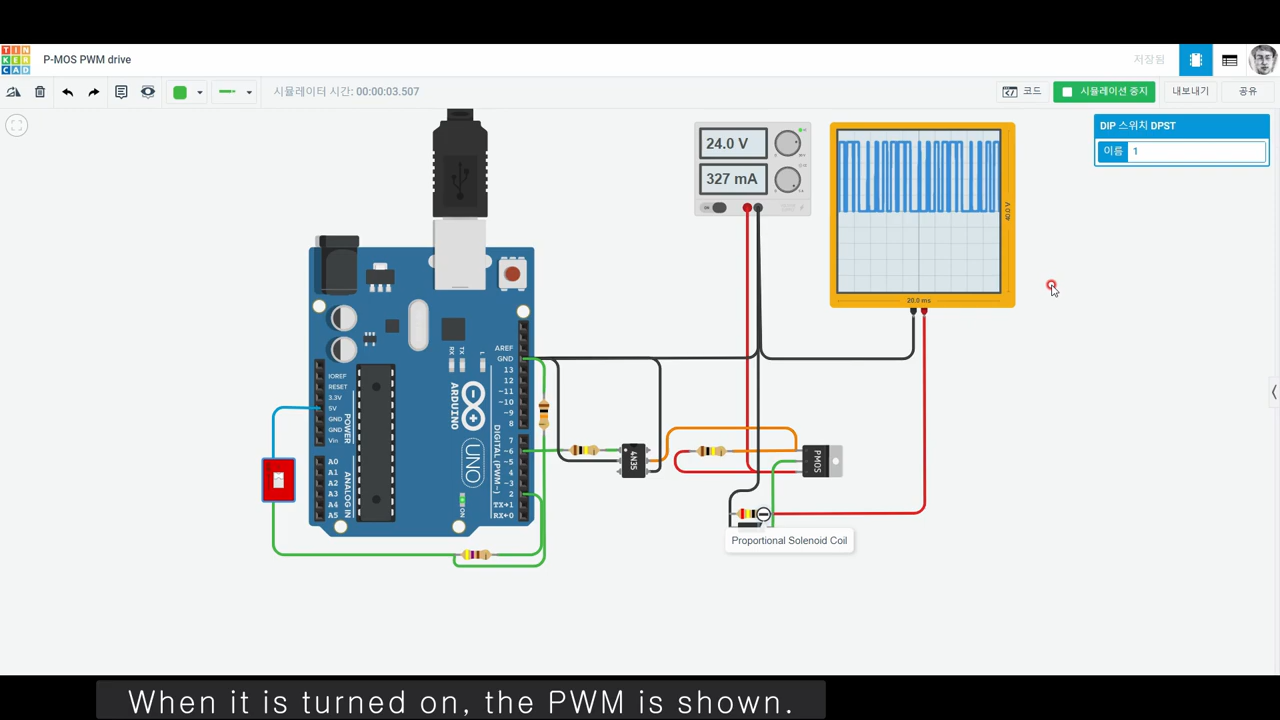 TINKERCAD
P-MOS PWM drive
저장됨
시뮬레이터 시간: 00:00:03.507
코드
시뮬레이션 중지
내보내기
공유
DIP 스위치 DPST
이름
1
24.0 V
327 mA
40.0 V
20.0 ms
AREF
GND
13
12
~11
~10
~9
8
7
~6
~5
4
~3
2
TX→1
RX←0
DIGITAL (PWM~)
IOREF
RESET
3.3V
5V
GND
GND
Vin
POWER
A0
A1
A2
A3
A4
A5
ANALOG IN
RX
TX
L
ARDUINO
UNO
ON
4N35
PMOS
Proportional Solenoid Coil
When it is turned on, the PWM is shown.